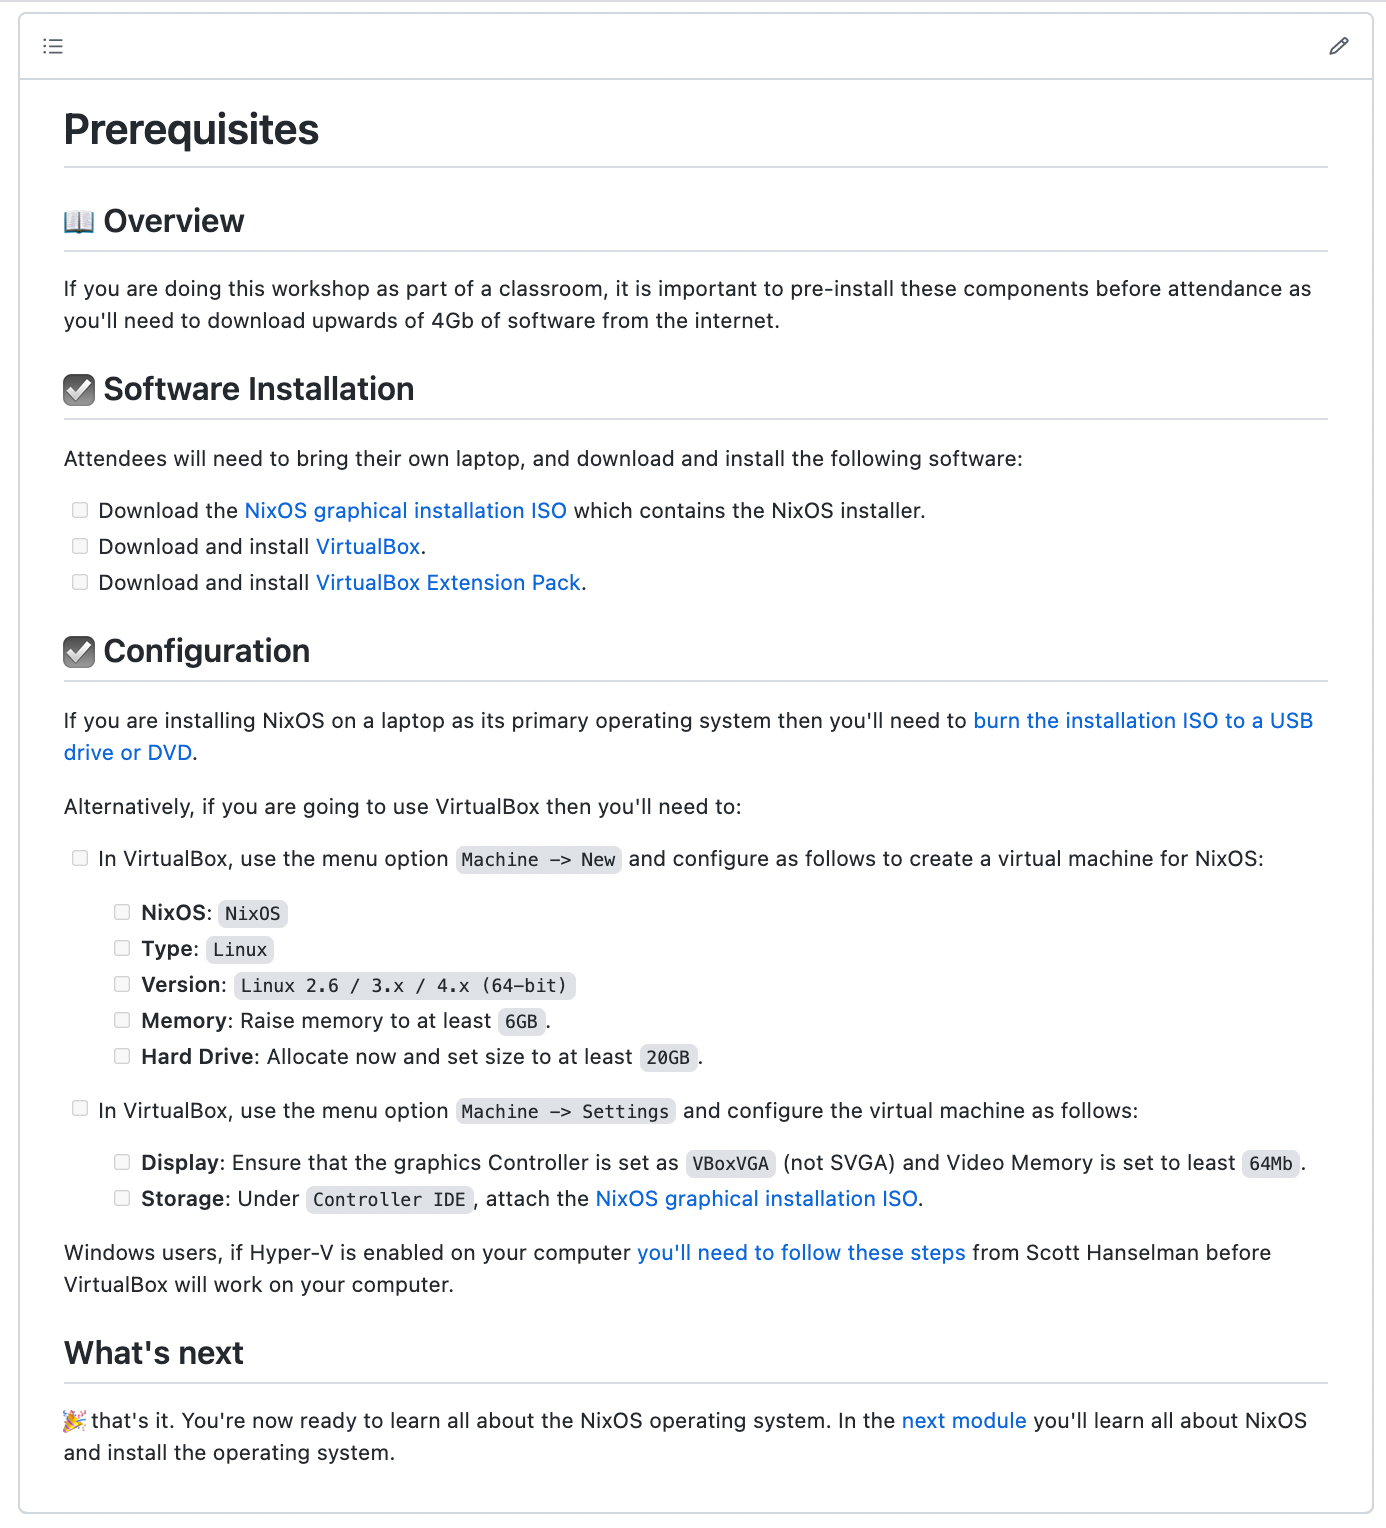 Prerequisites
📖 Overview
If you are doing this workshop as part of a classroom, it is important to pre-install these components before attendance as
you'll need to download upwards of 4Gb of software from the internet.
☑️ Software Installation
Attendees will need to bring their own laptop, and download and install the following software:
Download the NixOS graphical installation ISO which contains the NixOS installer.
Download and install VirtualBox.
Download and install VirtualBox Extension Pack.
☑️ Configuration
If you are installing NixOS on a laptop as its primary operating system then you'll need to burn the installation ISO to a USB
drive or DVD.
Alternatively, if you are going to use VirtualBox then you'll need to:
In VirtualBox, use the menu option Machine -> New and configure as follows to create a virtual machine for NixOS:
NixOS: NixOS
Type: Linux
Version: Linux 2.6 / 3.x / 4.x (64-bit)
Memory: Raise memory to at least 6GB.
Hard Drive: Allocate now and set size to at least 20GB.
In VirtualBox, use the menu option Machine -> Settings and configure the virtual machine as follows:
Display: Ensure that the graphics Controller is set as VBoxVGA (not SVGA) and Video Memory is set to least 64Mb.
Storage: Under Controller IDE, attach the NixOS graphical installation ISO.
Windows users, if Hyper-V is enabled on your computer you'll need to follow these steps from Scott Hanselman before
VirtualBox will work on your computer.
What's next
🎉 that's it. You're now ready to learn all about the NixOS operating system. In the next module you'll learn all about NixOS
and install the operating system.